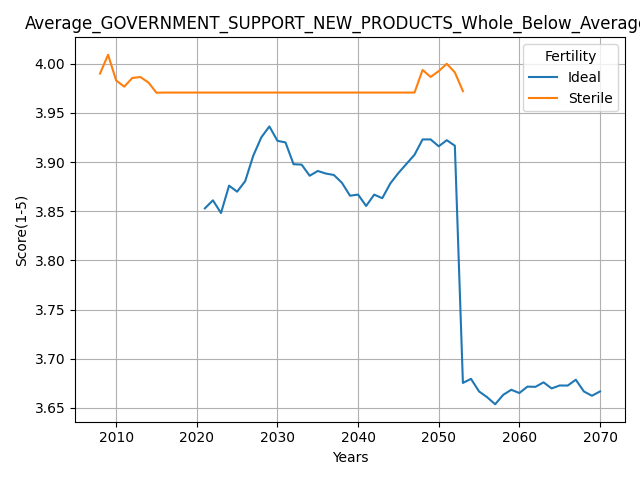 Average_GOVERNMENT_SUPPORT_NEW_PRODUCTS_Whole_Below_Average
Fertility
Ideal
Sterile
Score(1-5)
4.00
3.95
3.90
3.85
3.80
3.75
3.70
3.65
2010 2020 2030 2040 2050 2060 2070
Years